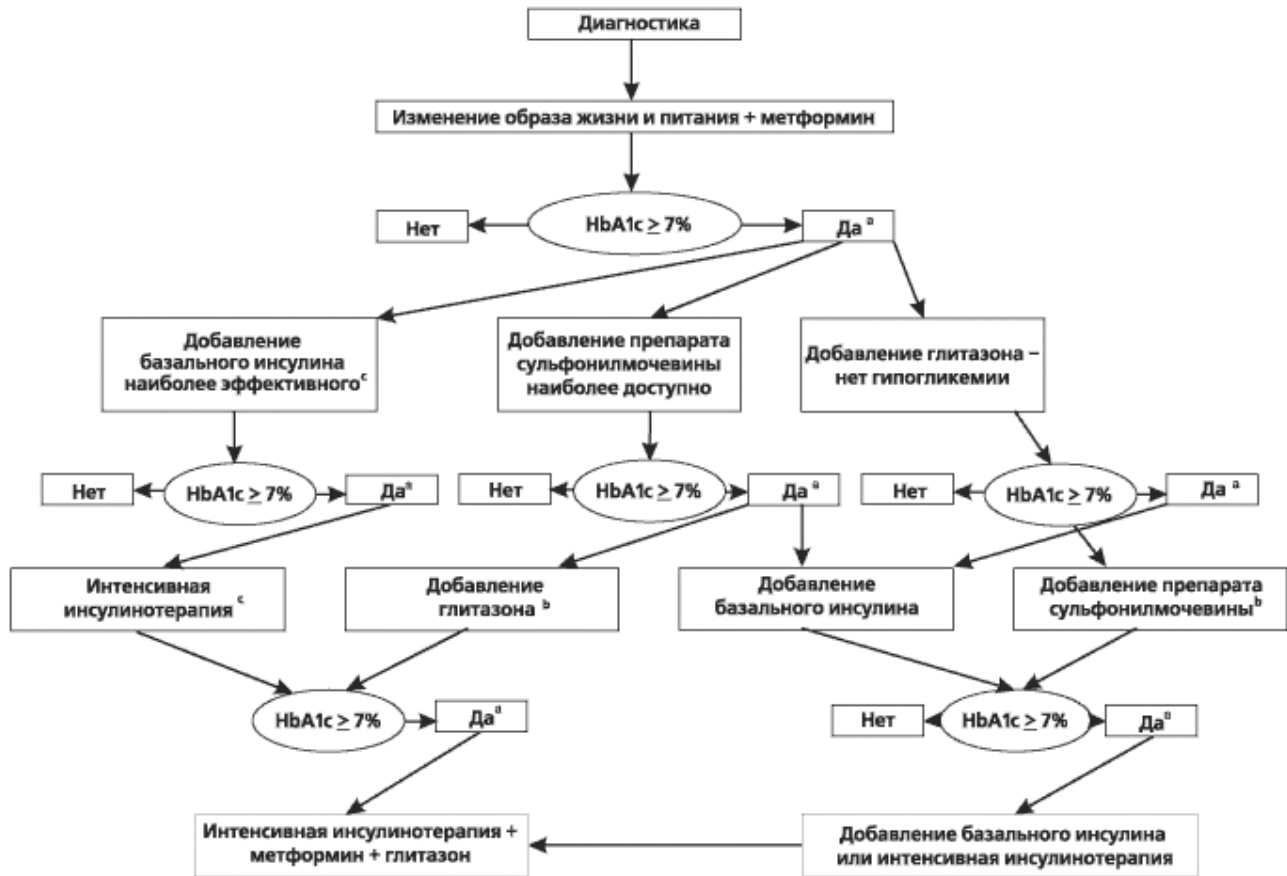 Диагностика
Изменение образа жизни и питания + метформин
Нет
HbA1c ≥ 7%
Да a
Добавление
базального инсулина
наиболее эффективного c
Добавление препарата
сульфонилмочевины
наиболее доступно
Добавление глитазона –
нет гипогликемии
Нет
HbA1c ≥ 7%
Да a
Нет
HbA1c ≥ 7%
Да a
Нет
HbA1c ≥ 7%
Да a
Интенсивная
инсулинотерапия c
Добавление
глитазона b
Добавление
базального инсулина
Добавление препарата
сульфонилмочевины b
HbA1c ≥ 7%
Да a
Нет
HbA1c ≥ 7%
Да a
Интенсивная инсулинотерапия +
метформин + глитазон
Добавление базального инсулина
или интенсивная инсулинотерапия